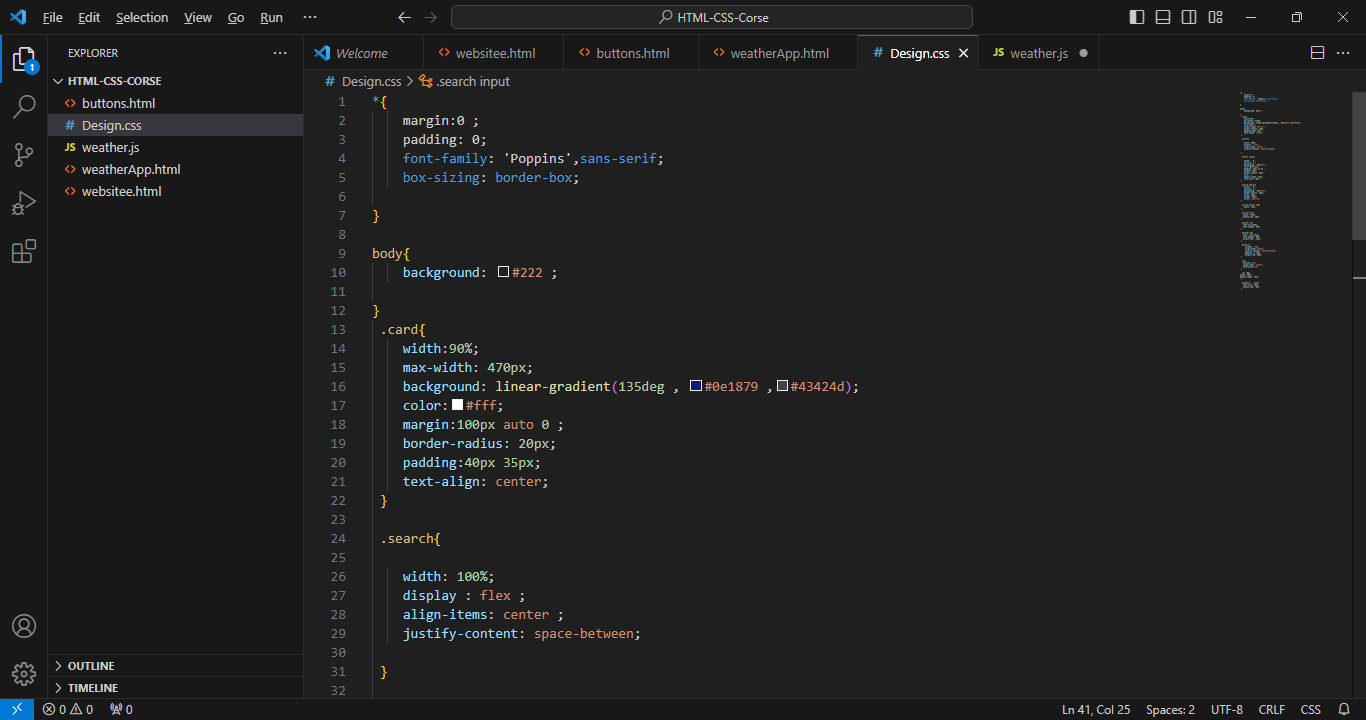 File Edit Selection View Go Run ··· HTML-CSS-Corse
EXPLORER ···
HTML-CSS-CORSE
buttons.html
Design.css
weather.js
weatherApp.html
websitee.html
OUTLINE
TIMELINE
1
Welcome websitee.html buttons.html weatherApp.html # Design.css JS weather.js
# Design.css > .search input
1 *{
2 margin:0 ;
3 padding: 0;
4 font-family: 'Poppins',sans-serif;
5 box-sizing: border-box;
6
7 }
8
9 body{
10 background: #222 ;
11
12 }
13 .card{
14 width:90%;
15 max-width: 470px;
16 background: linear-gradient(135deg , #0e1879 ,#43424d);
17 color:#fff;
18 margin:100px auto 0 ;
19 border-radius: 20px;
20 padding:40px 35px;
21 text-align: center;
22 }
23
24 .search{
25
26 width: 100%;
27 display : flex ;
28 align-items: center ;
29 justify-content: space-between;
30
31 }
32
0 0 0 Ln 41, Col 25 Spaces: 2 UTF-8 CRLF CSS